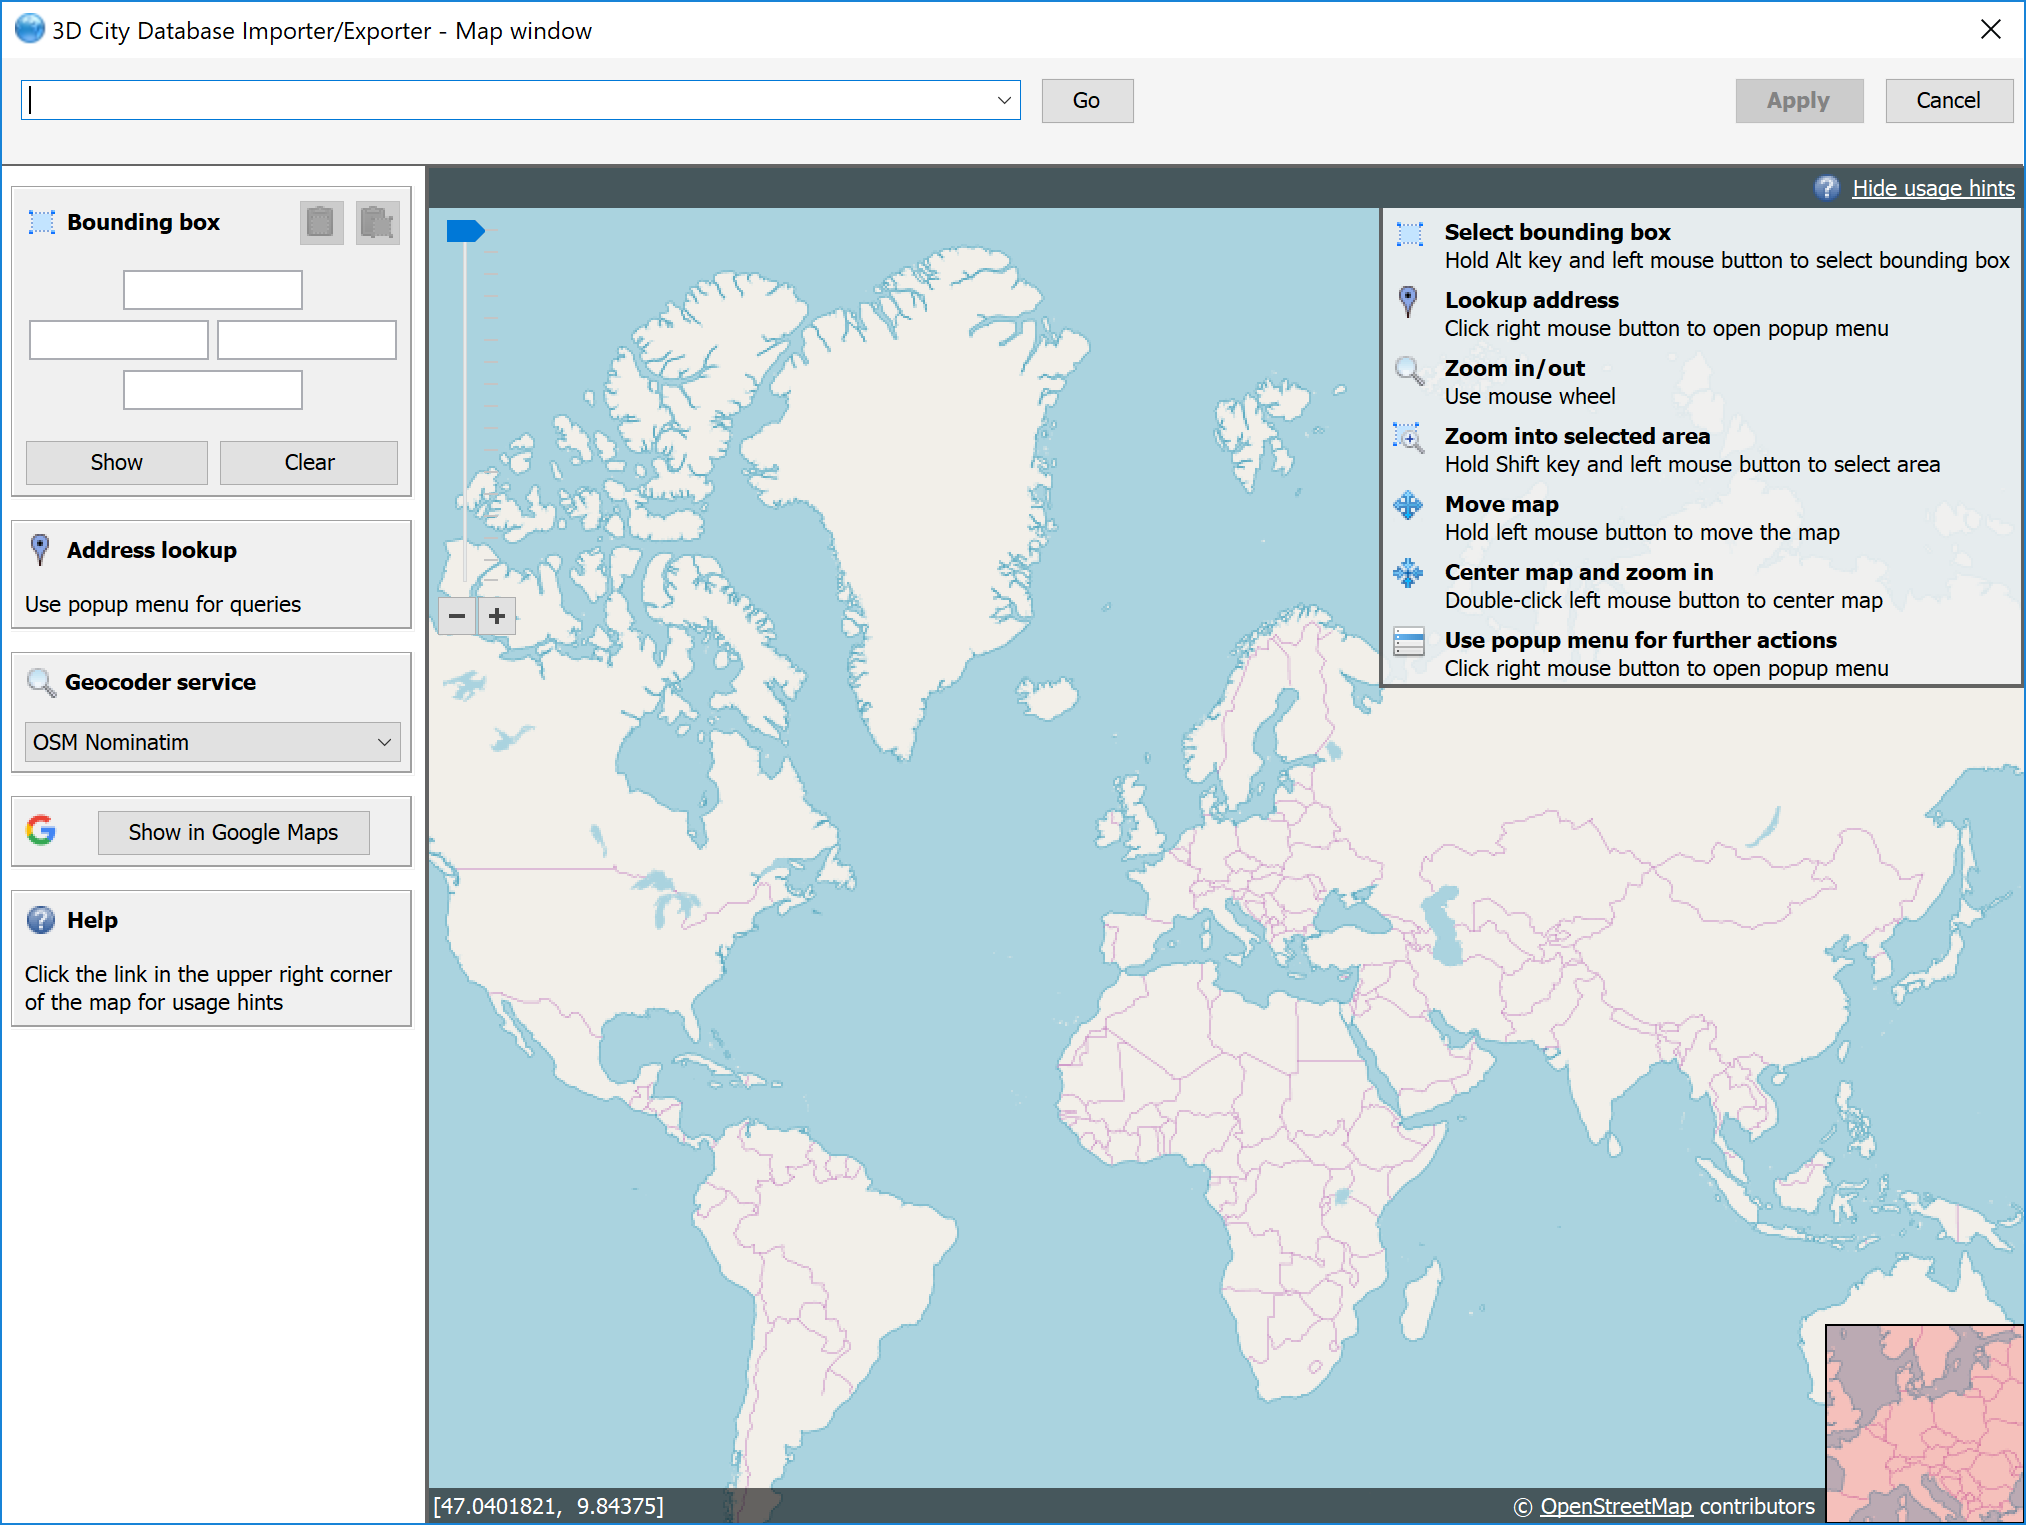 3D City Database Importer/Exporter - Map window
Go
Apply
Cancel
Bounding box
Show
Clear
Address lookup
Use popup menu for queries
Geocoder service
OSM Nominatim
Show in Google Maps
Help
Click the link in the upper right corner
of the map for usage hints
Hide usage hints
Select bounding box
Hold Alt key and left mouse button to select bounding box
Lookup address
Click right mouse button to open popup menu
Zoom in/out
Use mouse wheel
Zoom into selected area
Hold Shift key and left mouse button to select area
Move map
Hold left mouse button to move the map
Center map and zoom in
Double-click left mouse button to center map
Use popup menu for further actions
Click right mouse button to open popup menu
[47.0401821, 9.84375]
© OpenStreetMap contributors